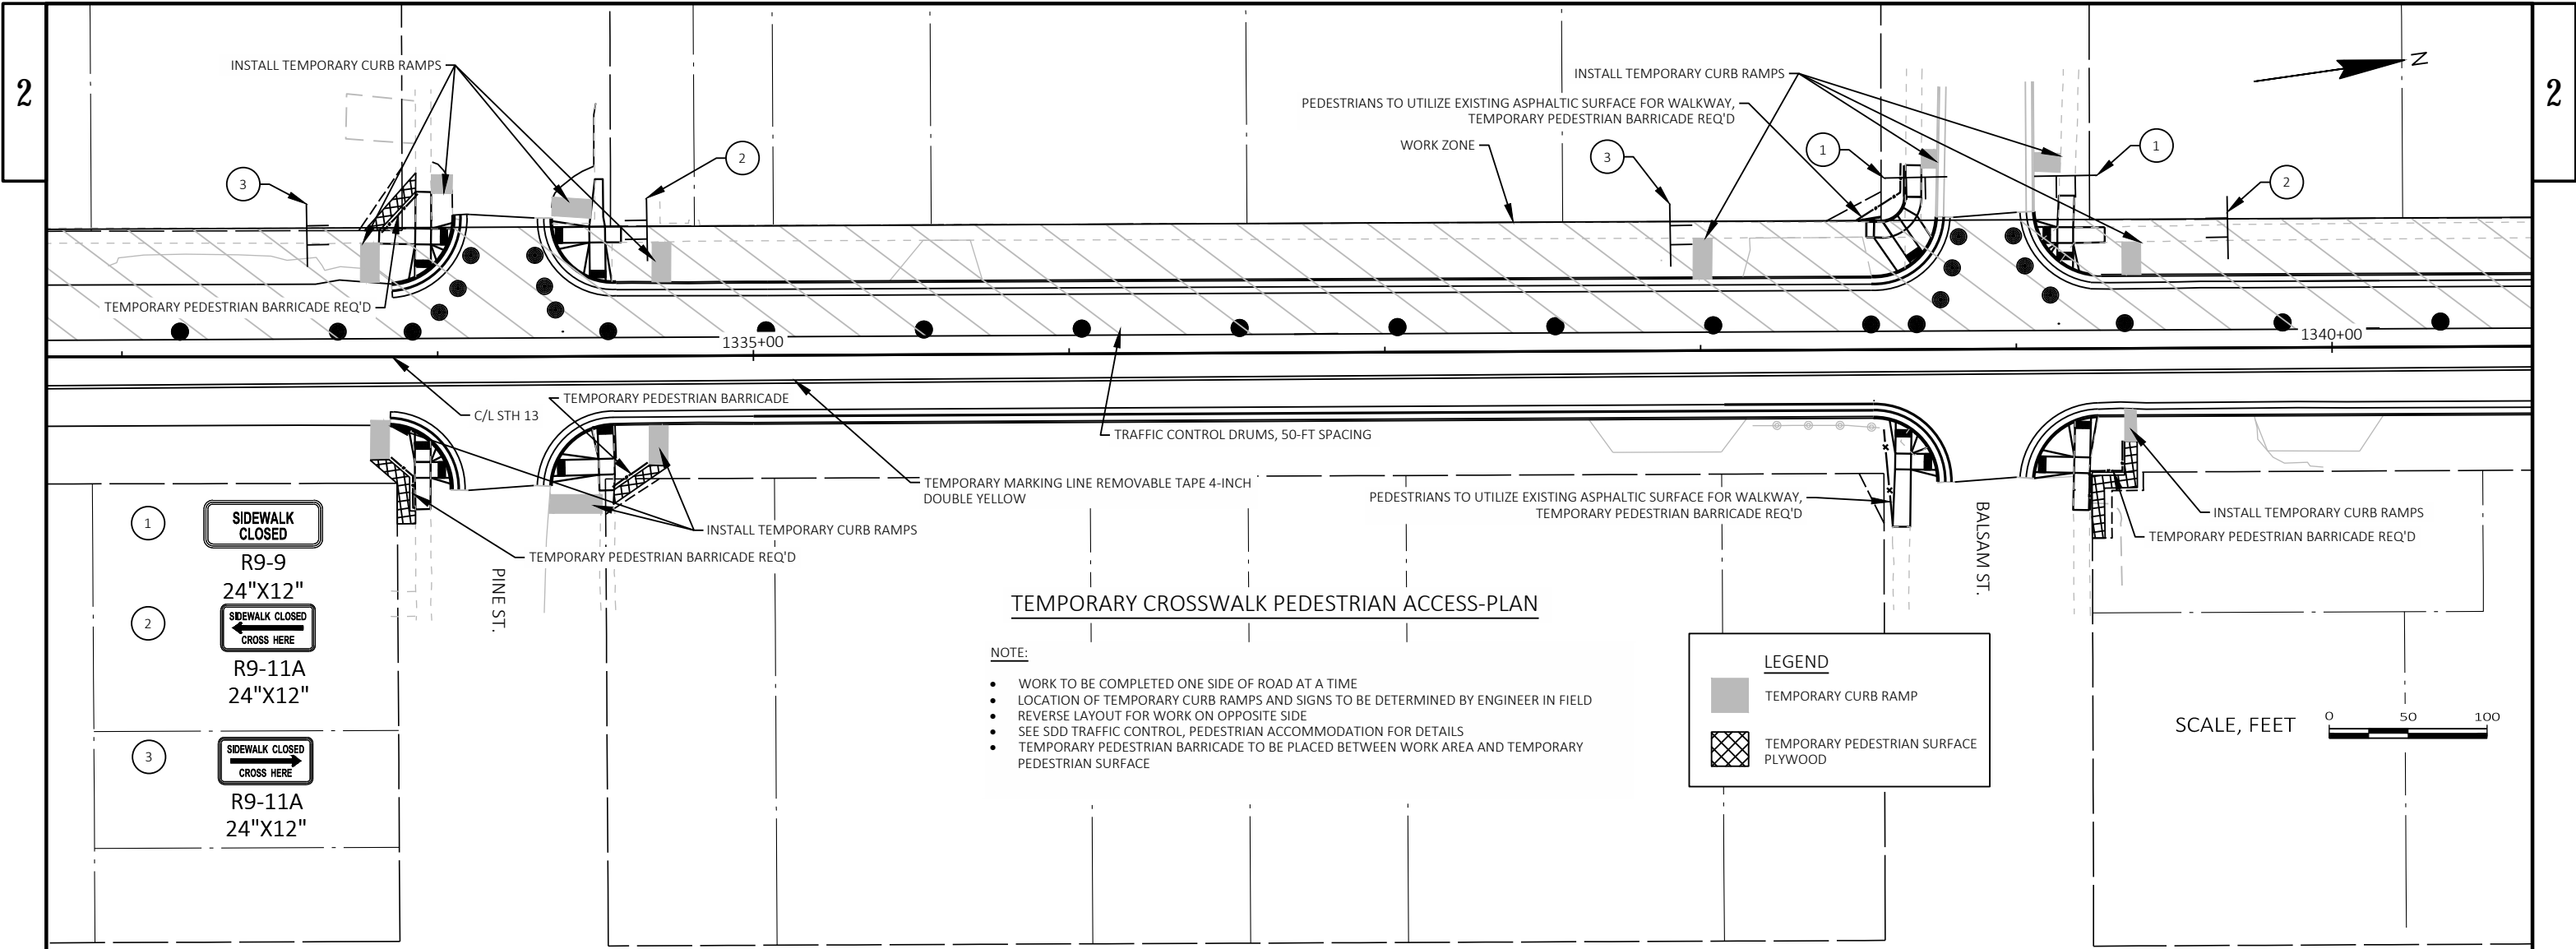 2
2
N
INSTALL TEMPORARY CURB RAMPS
INSTALL TEMPORARY CURB RAMPS
PEDESTRIANS TO UTILIZE EXISTING ASPHALTIC SURFACE FOR WALKWAY,
TEMPORARY PEDESTRIAN BARRICADE REQ'D
WORK ZONE
3
2
3
1
1
2
TEMPORARY PEDESTRIAN BARRICADE REQ'D
1335+00
1340+00
C/L STH 13
TEMPORARY PEDESTRIAN BARRICADE
TRAFFIC CONTROL DRUMS, 50-FT SPACING
TEMPORARY MARKING LINE REMOVABLE TAPE 4-INCH
DOUBLE YELLOW
PEDESTRIANS TO UTILIZE EXISTING ASPHALTIC SURFACE FOR WALKWAY,
TEMPORARY PEDESTRIAN BARRICADE REQ'D
INSTALL TEMPORARY CURB RAMPS
TEMPORARY PEDESTRIAN BARRICADE REQ'D
INSTALL TEMPORARY CURB RAMPS
TEMPORARY PEDESTRIAN BARRICADE REQ'D
PINE ST.
BALSAM ST.
1
SIDEWALK
CLOSED
R9-9
24"X12"
2
SIDEWALK CLOSED
CROSS HERE
R9-11A
24"X12"
3
SIDEWALK CLOSED
CROSS HERE
R9-11A
24"X12"
TEMPORARY CROSSWALK PEDESTRIAN ACCESS-PLAN
NOTE:
• WORK TO BE COMPLETED ONE SIDE OF ROAD AT A TIME
• LOCATION OF TEMPORARY CURB RAMPS AND SIGNS TO BE DETERMINED BY ENGINEER IN FIELD
• REVERSE LAYOUT FOR WORK ON OPPOSITE SIDE
• SEE SDD TRAFFIC CONTROL, PEDESTRIAN ACCOMMODATION FOR DETAILS
• TEMPORARY PEDESTRIAN BARRICADE TO BE PLACED BETWEEN WORK AREA AND TEMPORARY
PEDESTRIAN SURFACE
LEGEND
TEMPORARY CURB RAMP
TEMPORARY PEDESTRIAN SURFACE
PLYWOOD
SCALE, FEET
0 50 100